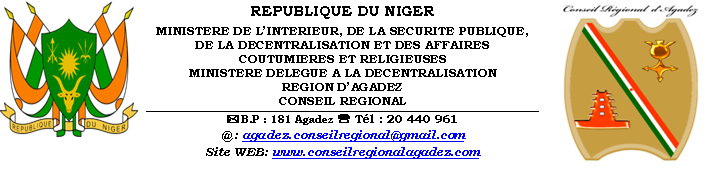 REPUBLIQUE DU NIGER
MINISTERE DE L'INTERIEUR, DE LA SECURITE PUBLIQUE,
DE LA DECENTRALISATION ET DES AFFAIRES
COUTUMIERES ET RELIGIEUSES
MINISTERE DELEGUE A LA DECENTRALISATION
REGION D'AGADEZ
CONSEIL REGIONAL
🖂B.P : 181 Agadez ☎ Tél : 20 440 961
@: agadez.conseilregional@gmail.com
Site WEB: www.conseilregionalagadez.com
REPUBLIQUE DU NIGER
Conseil Régional d'Agadez